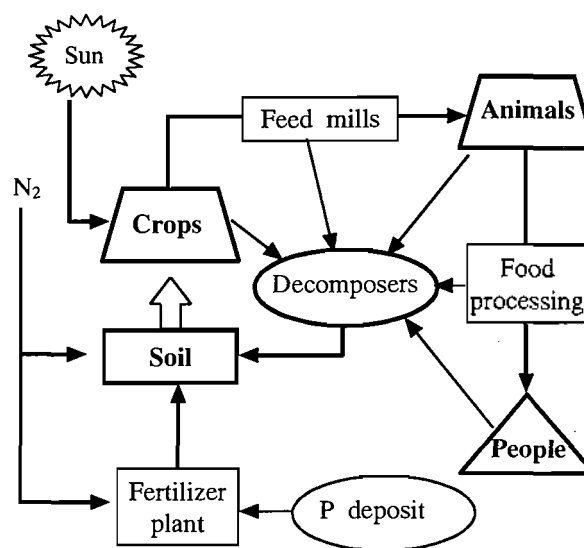 Sun
Feed mills
Animals
N₂
Crops
Decomposers
Food
processing
Soil
People
Fertilizer
plant
P deposit